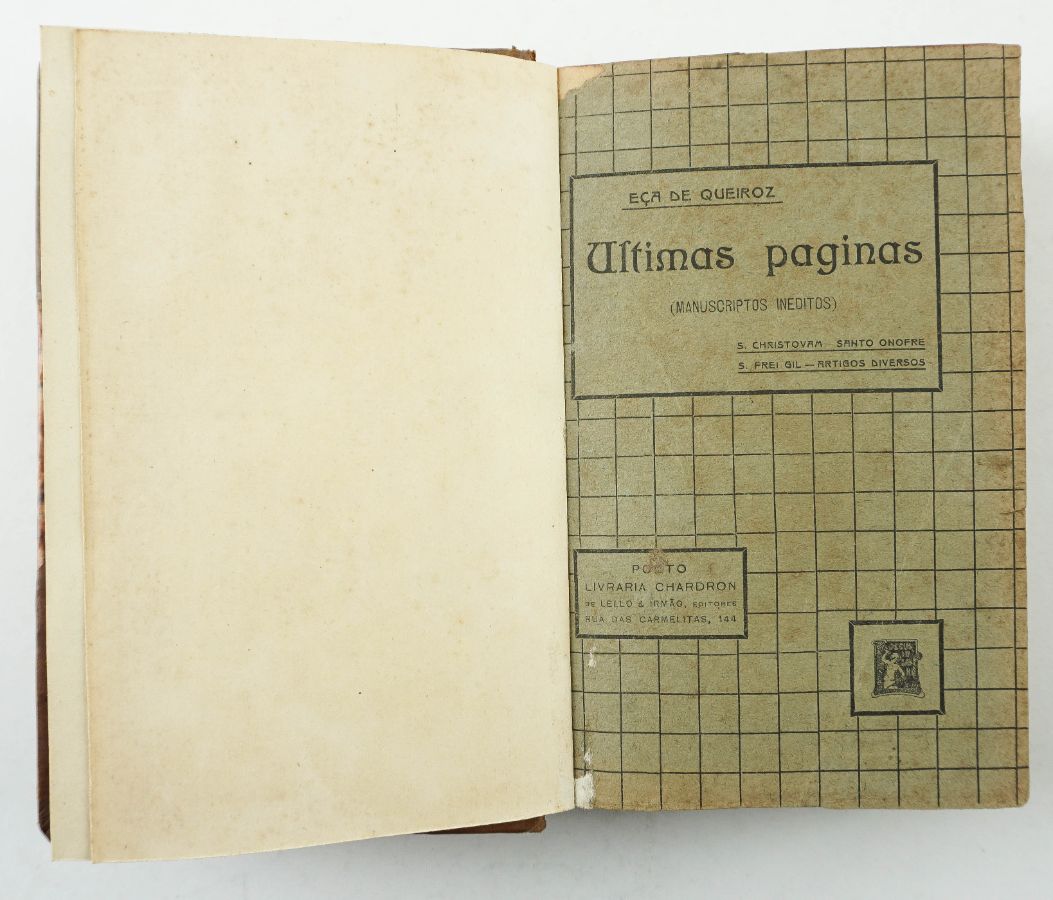 EÇA DE QUEIROZ
Ultimas paginas
(MANUSCRIPTOS INEDITOS)
S. CHRISTOVAM — SANTO ONOFRE
S. FREI GIL — ARTIGOS DIVERSOS
PORTO
LIVRARIA CHARDRON
DE LELLO & IRMÃO, EDITORES
RUA DAS CARMELITAS, 144